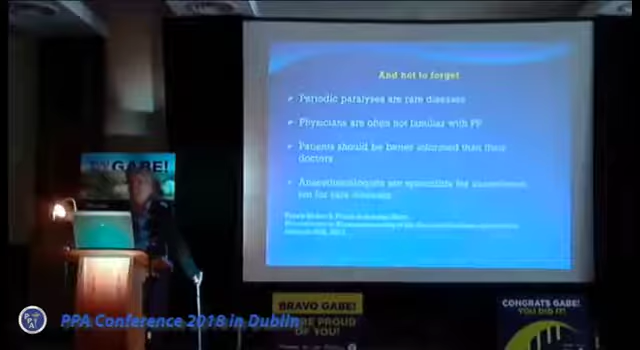 GABE!
And not to forget
Periodic paralyses are rare diseases
Physicians are often not familiar with PP
Patients should be better informed than their
doctors
Anaesthesiologists are specialists for anaesthesia
not for rare diseases
BRAVO GABE!
PROUD
OF YOU!
CONGRATS GABE!
YOU DID IT!
PPA
PPA Conference 2018 in Dublin